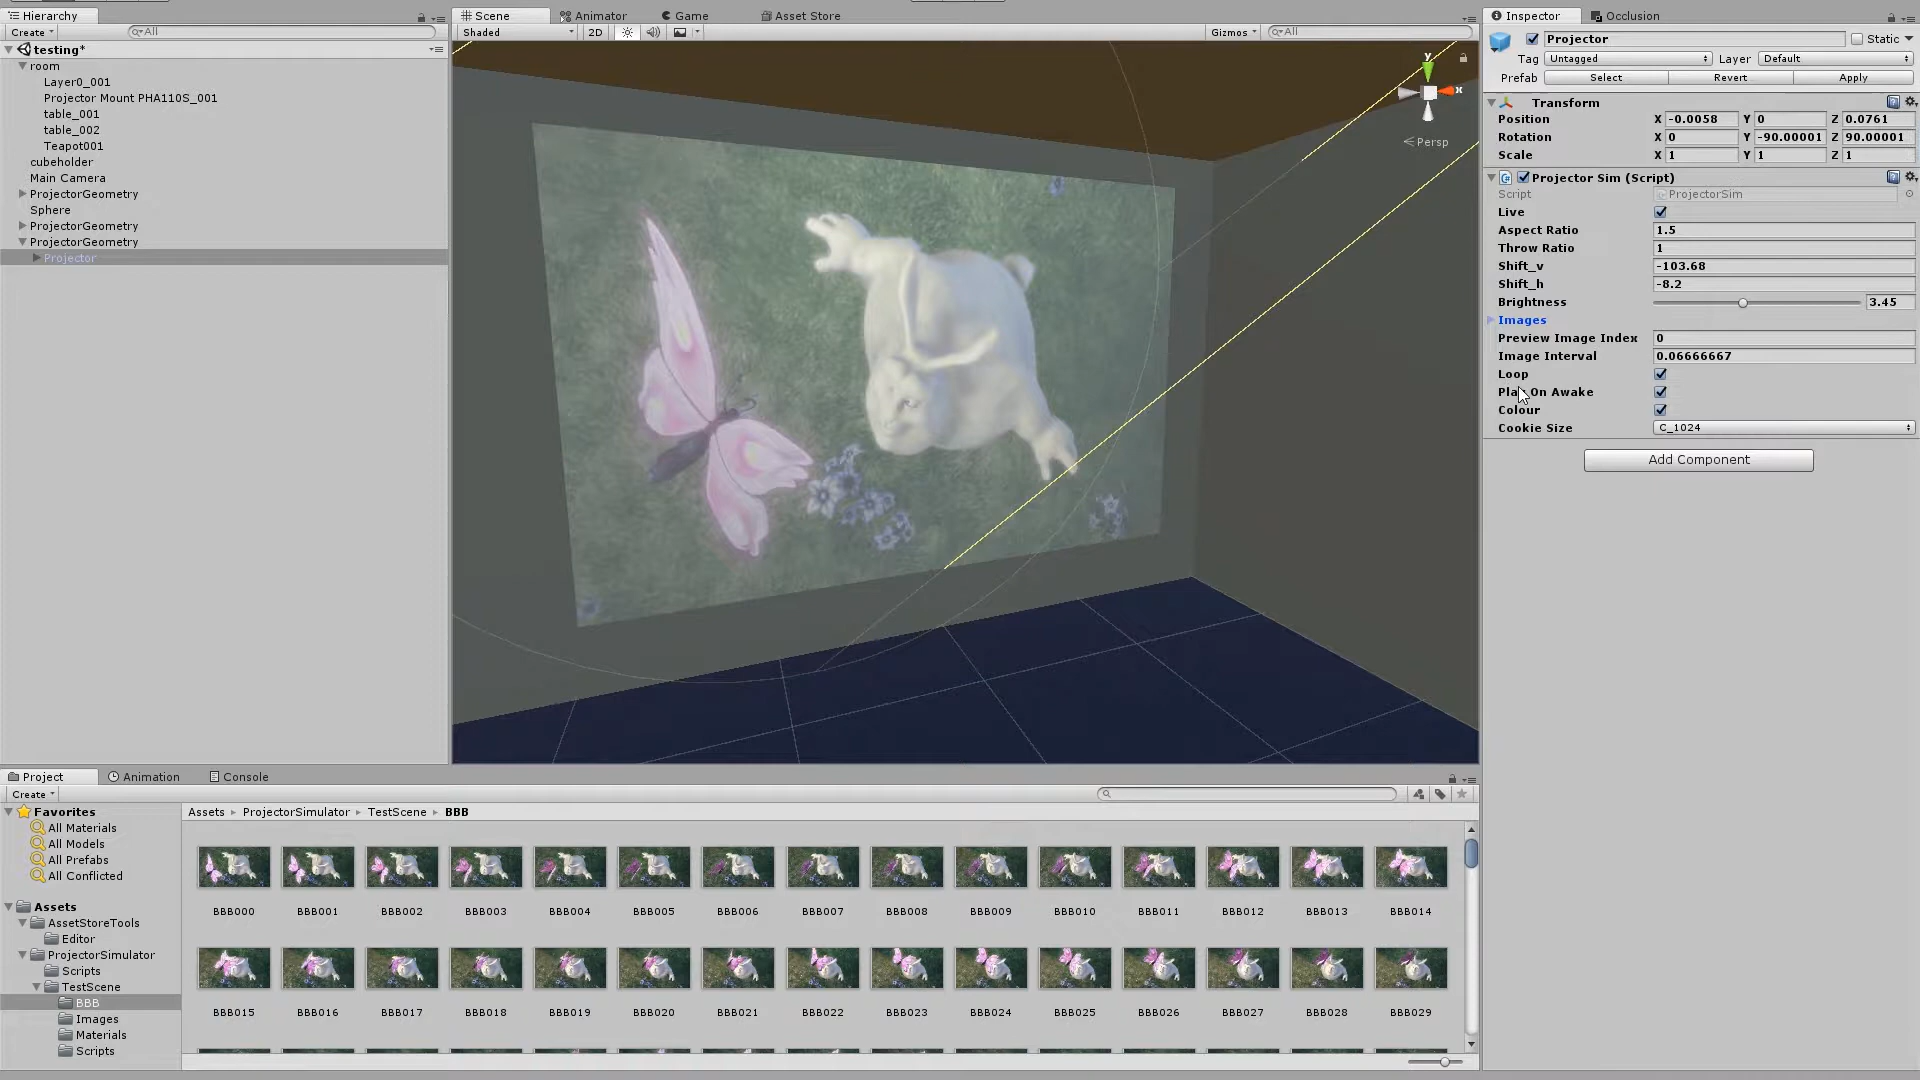 Hierarchy
Create All
testing*
room
Layer0_001
Projector Mount PHA110S_001
table_001
table_002
Teapot001
cubeholder
Main Camera
ProjectorGeometry
Sphere
ProjectorGeometry
ProjectorGeometry
Projector
Scene Animator Game Asset Store
Shaded 2D Gizmos All
y
x
Persp
Inspector Occlusion
Projector Static
Tag Untagged Layer Default
Prefab Select Revert Apply
Transform
Position X -0.0058 Y 0 Z 0.0761
Rotation X 0 Y -90.00001 Z 90.00001
Scale X 1 Y 1 Z 1
Projector Sim (Script)
Script ProjectorSim
Live
Aspect Ratio 1.5
Throw Ratio 1
Shift_v -103.68
Shift_h -8.2
Brightness 3.45
Images
Preview Image Index 0
Image Interval 0.06666667
Loop
Play On Awake
Colour
Cookie Size C_1024
Add Component
Project Animation Console
Create
Favorites
All Materials
All Models
All Prefabs
All Conflicted
Assets
AssetStoreTools
Editor
ProjectorSimulator
Scripts
TestScene
BBB
Images
Materials
Scripts
Assets ProjectorSimulator TestScene BBB
BBB000 BBB001 BBB002 BBB003 BBB004 BBB005 BBB006 BBB007 BBB008 BBB009 BBB010 BBB011 BBB012 BBB013 BBB014
BBB015 BBB016 BBB017 BBB018 BBB019 BBB020 BBB021 BBB022 BBB023 BBB024 BBB025 BBB026 BBB027 BBB028 BBB029